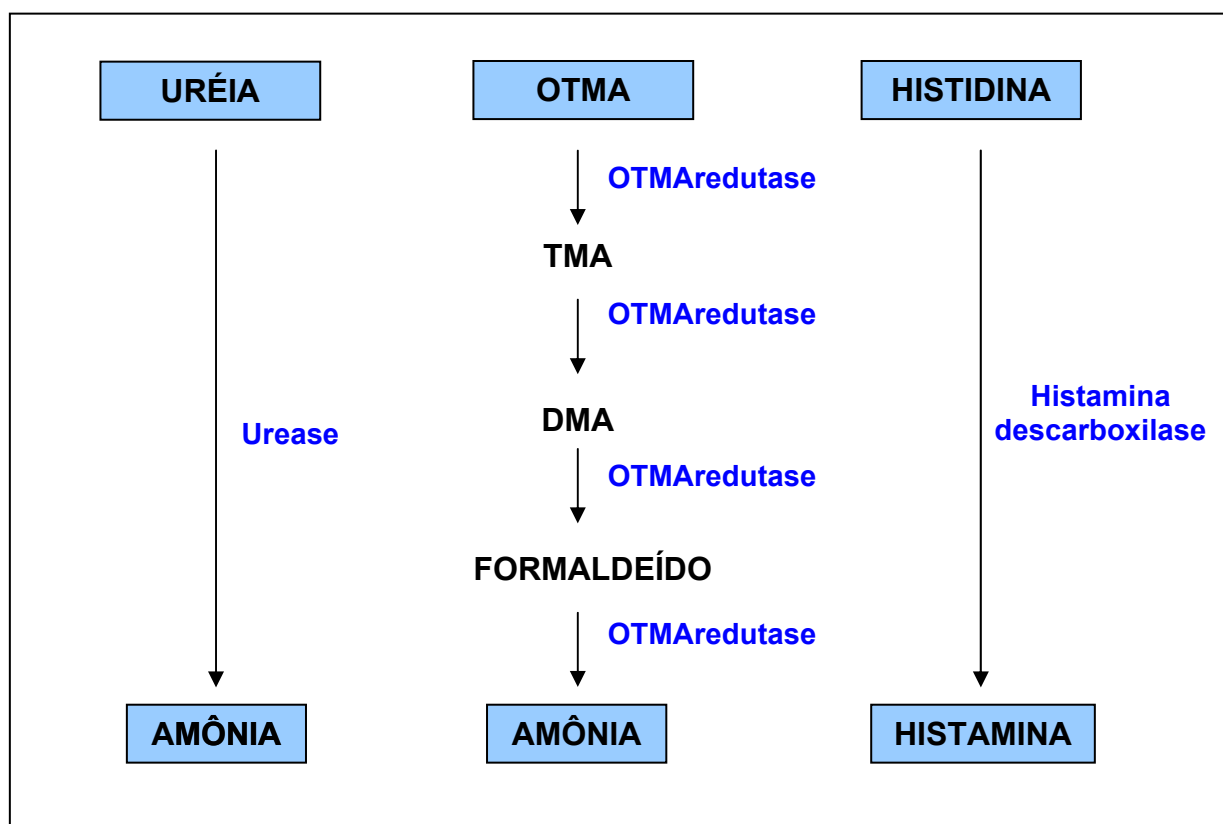 URÉIA
OTMA
HISTIDINA
OTMAredutase
TMA
OTMAredutase
DMA
Urease
Histamina
descarboxilase
OTMAredutase
FORMALDEÍDO
OTMAredutase
AMÔNIA
AMÔNIA
HISTAMINA